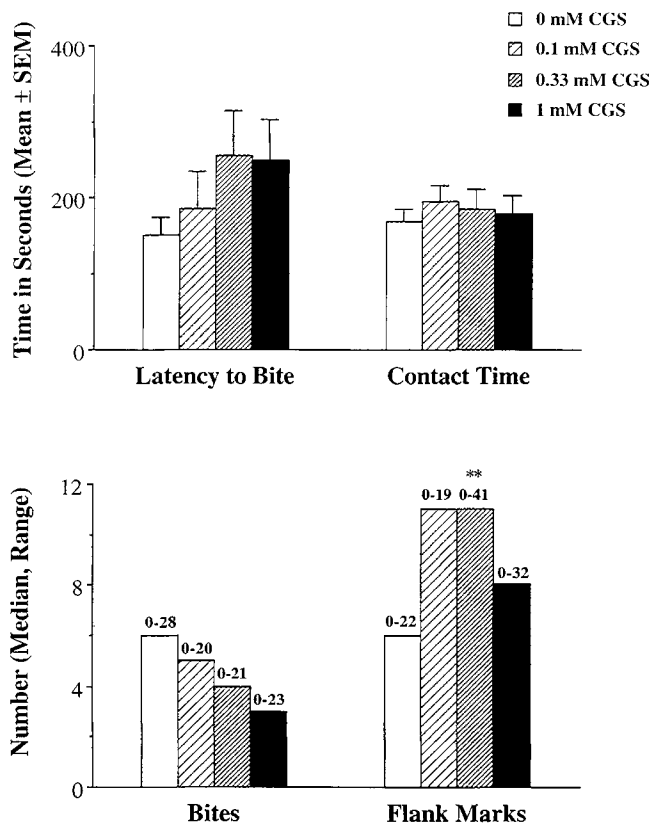 0 mM CGS
0.1 mM CGS
0.33 mM CGS
1 mM CGS
Time in Seconds (Mean ± SEM)
400
200
0
Latency to Bite
Contact Time
Number (Median, Range)
12
8
4
0
0-28
0-20
0-21
0-23
0-22
0-19
**
0-41
0-32
Bites
Flank Marks